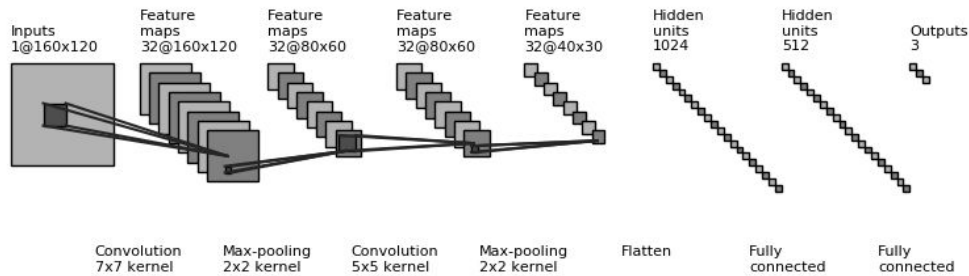 Inputs
1@160x120
Feature
maps
32@160x120
Feature
maps
32@80x60
Feature
maps
32@80x60
Feature
maps
32@40x30
Hidden
units
1024
Hidden
units
512
Outputs
3
Convolution
7x7 kernel
Max-pooling
2x2 kernel
Convolution
5x5 kernel
Max-pooling
2x2 kernel
Flatten
Fully
connected
Fully
connected